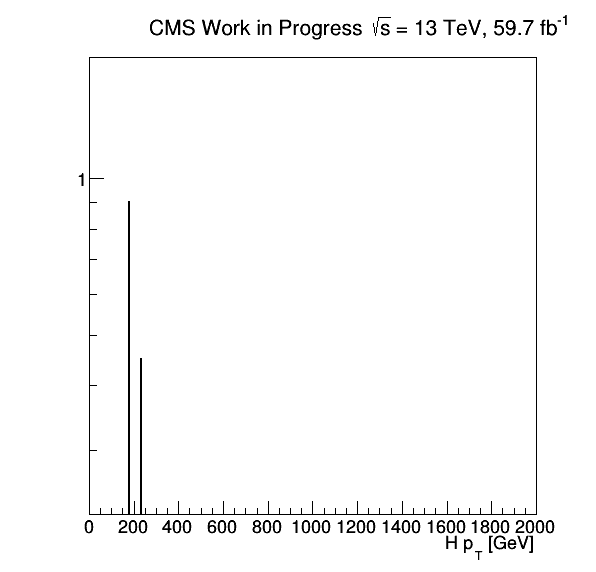 CMS Work in Progress √s = 13 TeV, 59.7 fb⁻¹
1
0 200 400 600 800 1000 1200 1400 1600 1800 2000
H p_T [GeV]